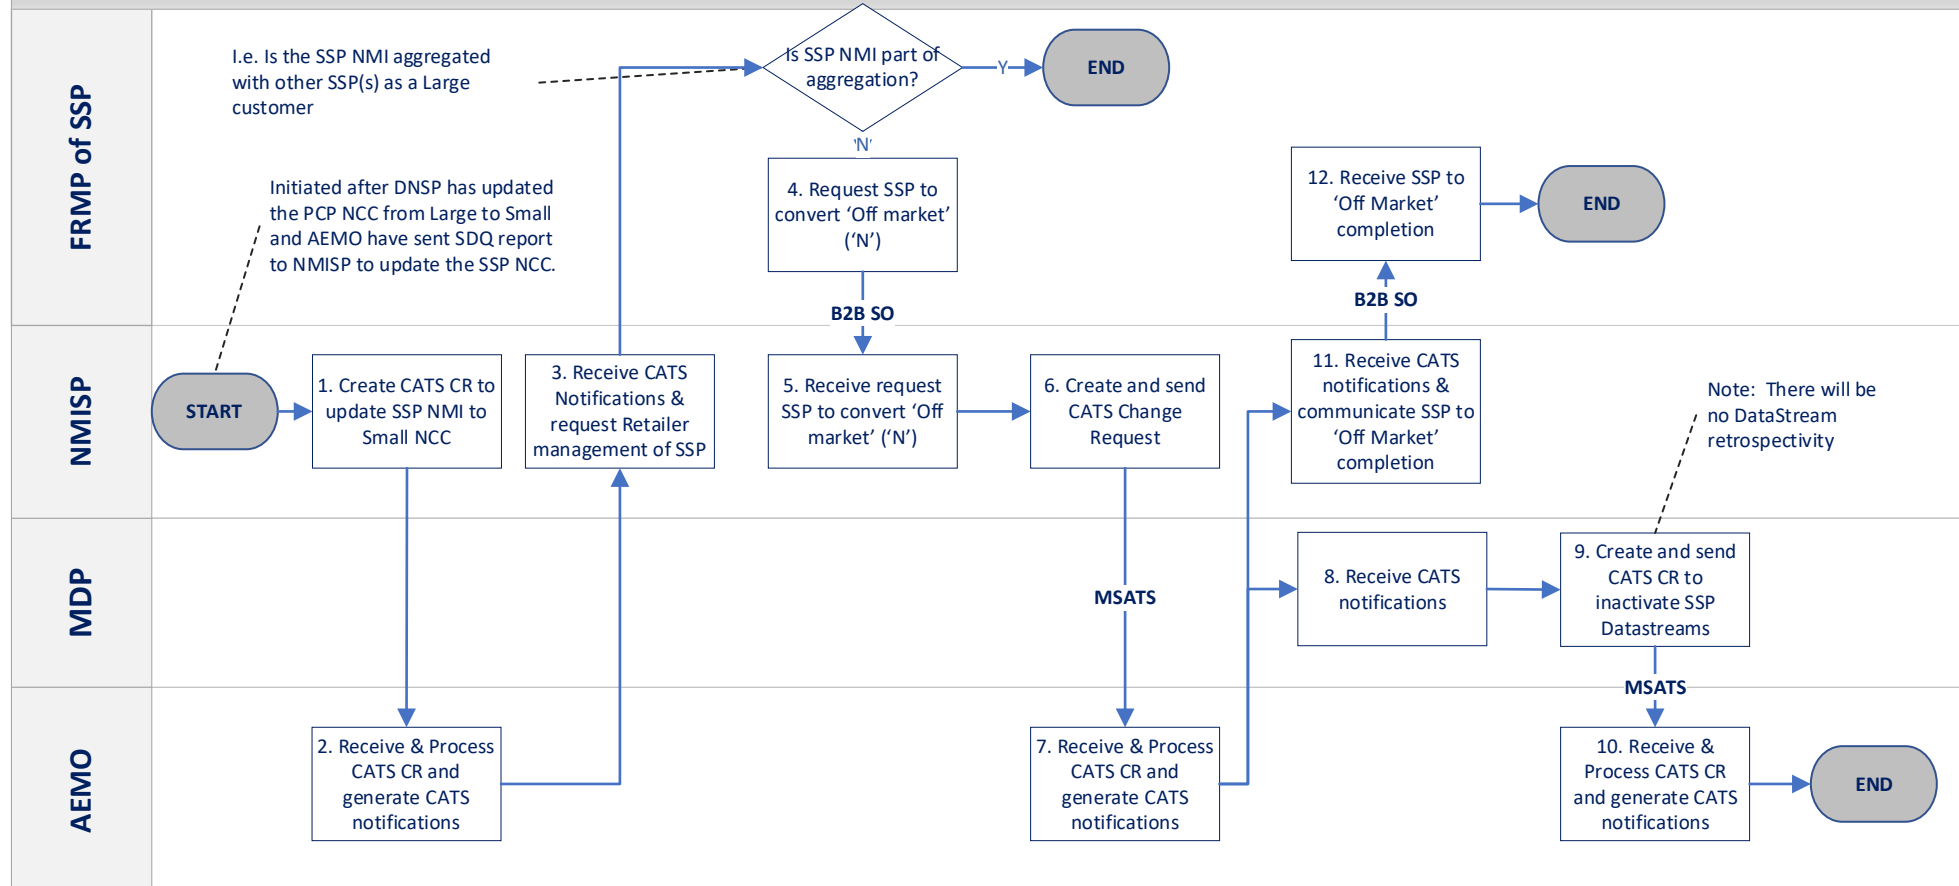 FRMP of SSP
I.e. Is the SSP NMI aggregated
with other SSP(s) as a Large
customer
Is SSP NMI part of
aggregation?
Y
END
'N'
Initiated after DNSP has updated
the PCP NCC from Large to Small
and AEMO have sent SDQ report
to NMISP to update the SSP NCC.
4. Request SSP to
convert ‘Off market’
(‘N’)
B2B SO
12. Receive SSP to
‘Off Market’
completion
END
B2B SO
NMISP
START
1. Create CATS CR to
update SSP NMI to
Small NCC
3. Receive CATS
Notifications &
request Retailer
management of SSP
5. Receive request
SSP to convert ‘Off
market’ (‘N’)
6. Create and send
CATS Change
Request
11. Receive CATS
notifications &
communicate SSP to
‘Off Market’
completion
Note:  There will be
no DataStream
retrospectivity
MDP
MSATS
8. Receive CATS
notifications
9. Create and send
CATS CR to
inactivate SSP
Datastreams
MSATS
AEMO
2. Receive & Process
CATS CR and
generate CATS
notifications
7. Receive & Process
CATS CR and
generate CATS
notifications
10. Receive &
Process CATS CR
and generate CATS
notifications
END